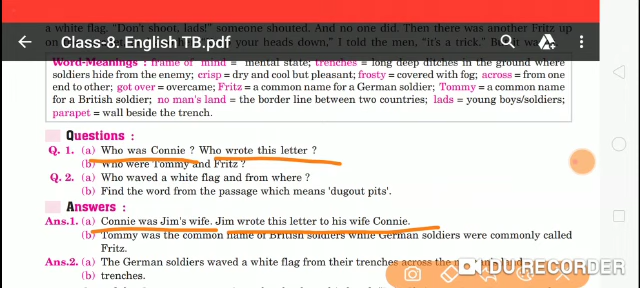 a white flag. "Don't shoot, lads!" someone shouted. And no one did. Then there was another Fritz up
your heads down," I told the men, "it's a trick." But it
Class-8, English TB.pdf
Word-Meanings : frame of mind = mental state; trenches = long deep ditches in the ground where
soldiers hide from the enemy; crisp = dry and cool but pleasant; frosty = covered with fog; across = from one
end to other; got over = overcame; Fritz = a common name for a German soldier; Tommy = a common name
for a British soldier; no man's land = the border line between two countries; lads = young boys/soldiers;
parapet = wall beside the trench.
Questions :
Q. 1. (a) Who was Connie ? Who wrote this letter ?
(b) Who were Tommy and Fritz ?
Q. 2. (a) Who waved a white flag and from where ?
(b) Find the word from the passage which means 'dugout pits'.
Answers :
Ans.1. (a) Connie was Jim's wife. Jim wrote this letter to his wife Connie.
(b) Tommy was the common name of British soldiers while German soldiers were commonly called
Fritz.
Ans.2. (a) The German soldiers waved a white flag from their trenches across the
(b) trenches.
DU RECORDER